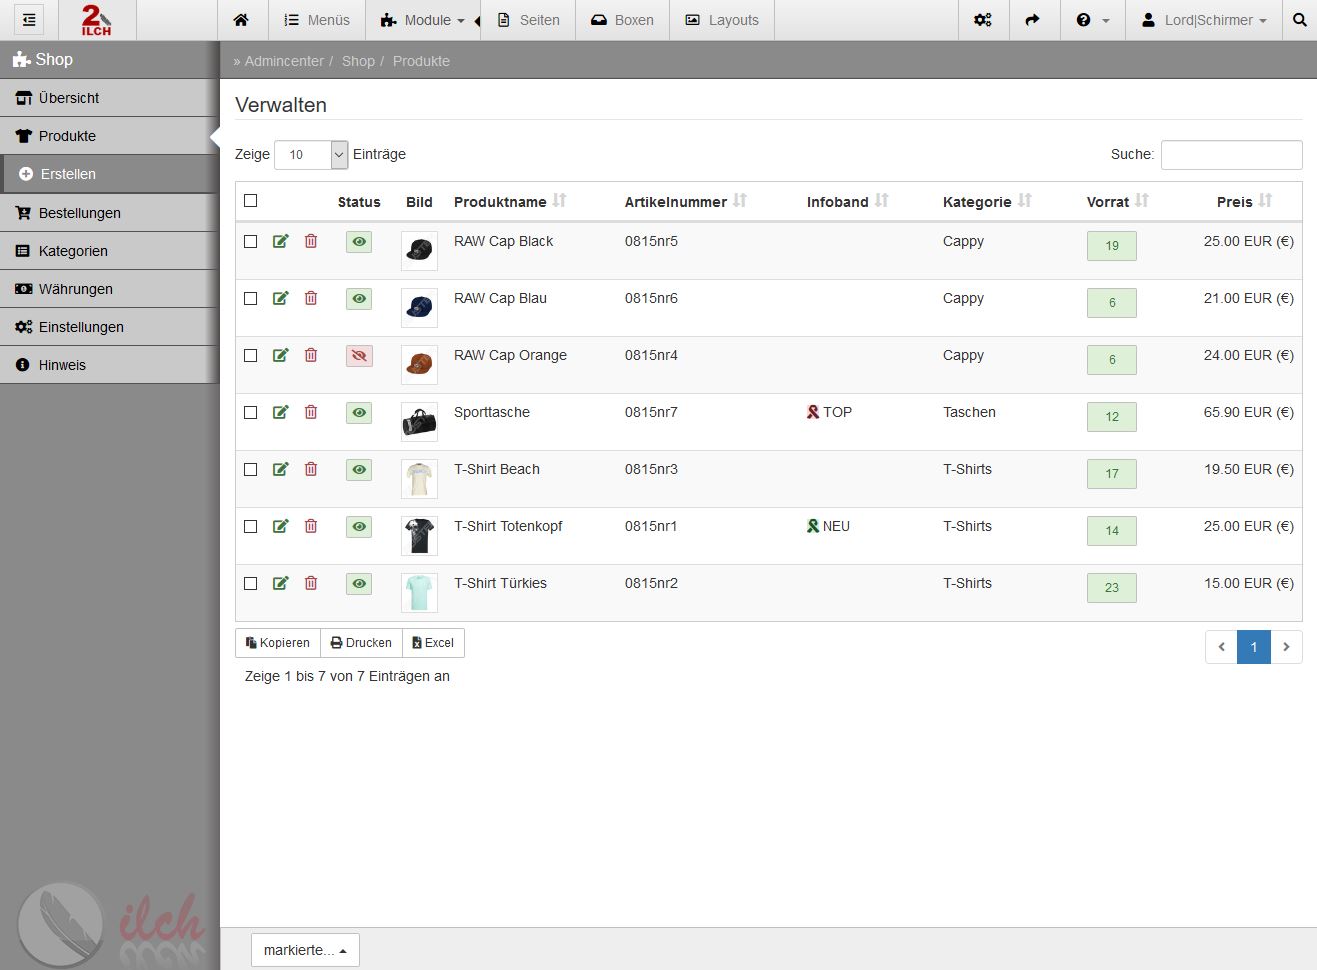 2
ILCH
Menüs
Module
Seiten
Boxen
Layouts
Lord|Schirmer
Shop
» Admincenter / Shop / Produkte
Übersicht
Produkte
Erstellen
Bestellungen
Kategorien
Währungen
Einstellungen
Hinweis
Verwalten
Zeige 10 Einträge
Suche:
Status Bild Produktname Artikelnummer Infoband Kategorie Vorrat Preis
RAW Cap Black 0815nr5 Cappy 19 25.00 EUR (€)
RAW Cap Blau 0815nr6 Cappy 6 21.00 EUR (€)
RAW Cap Orange 0815nr4 Cappy 6 24.00 EUR (€)
Sporttasche 0815nr7 TOP Taschen 12 65.90 EUR (€)
T-Shirt Beach 0815nr3 T-Shirts 17 19.50 EUR (€)
T-Shirt Totenkopf 0815nr1 NEU T-Shirts 14 25.00 EUR (€)
T-Shirt Türkies 0815nr2 T-Shirts 23 15.00 EUR (€)
Kopieren Drucken Excel
1
Zeige 1 bis 7 von 7 Einträgen an
ilch
markierte...